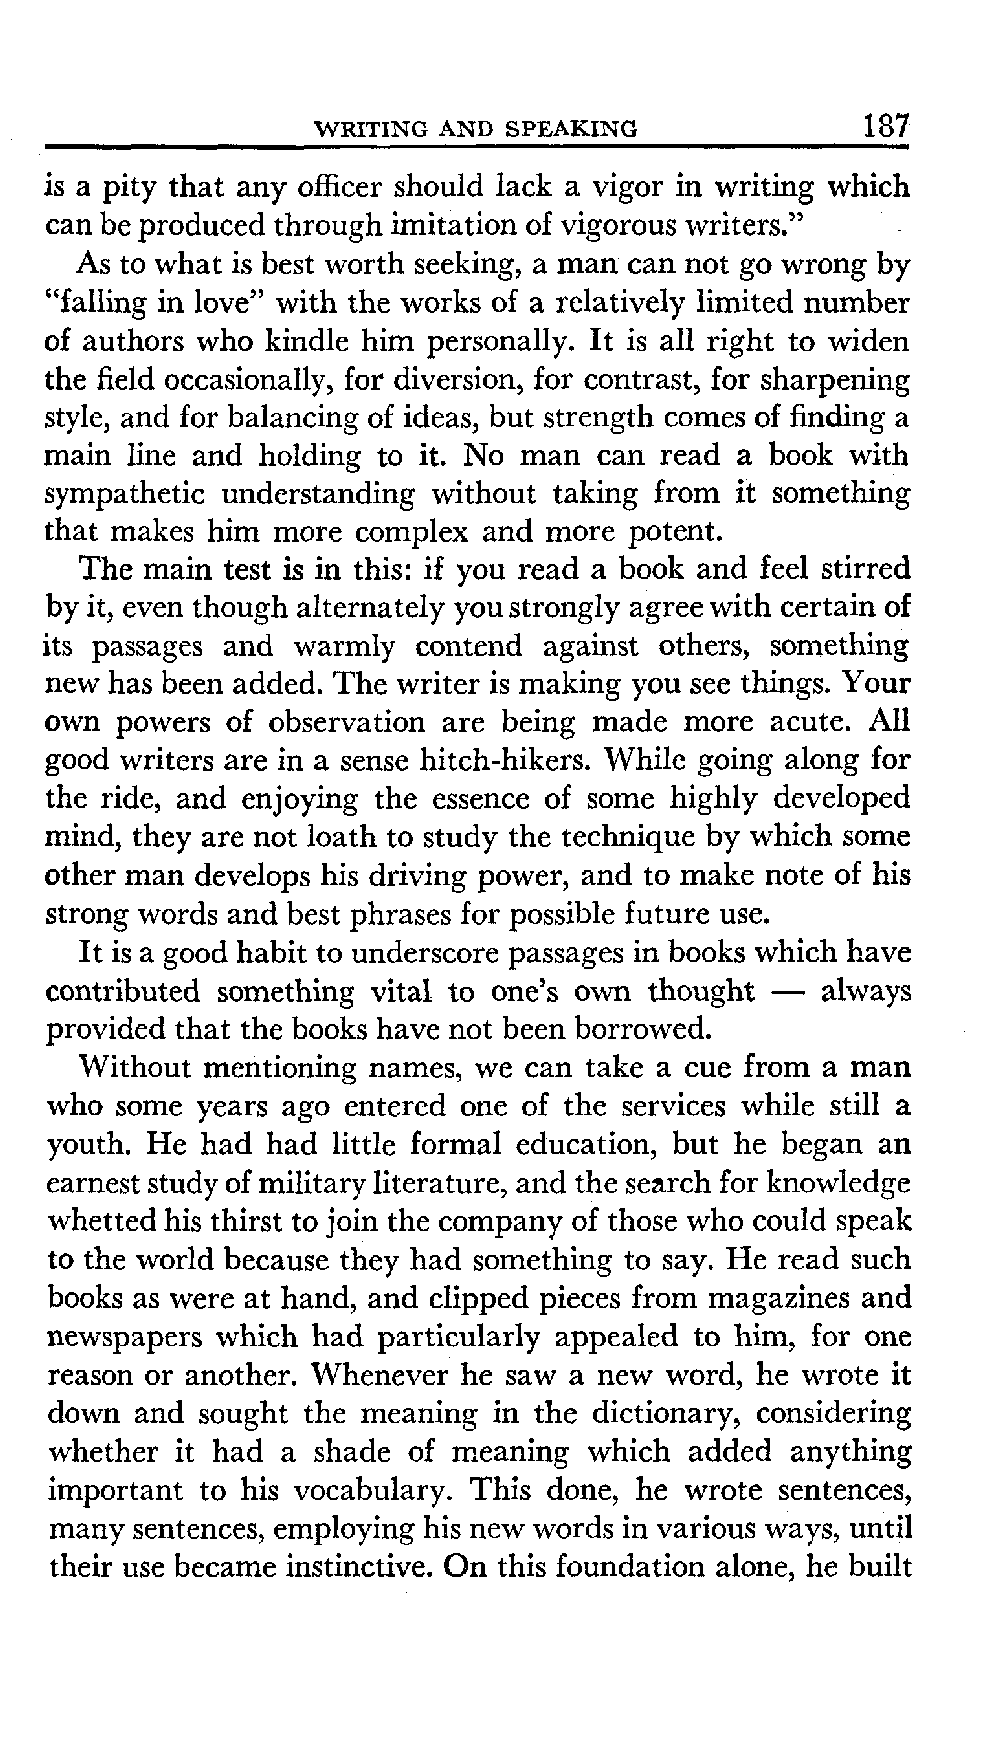 WRITING AND SPEAKING 187
is a pity that any officer should lack a vigor in writing which
can be produced through imitation of vigorous writers.”
As to what is best worth seeking, a man can not go wrong by
“falling in love” with the works of a relatively limited number
of authors who kindle him personally. It is all right to widen
the field occasionally, for diversion, for contrast, for sharpening
style, and for balancing of ideas, but strength comes of finding a
main line and holding to it. No man can read a book with
sympathetic understanding without taking from it something
that makes him more complex and more potent.
The main test is in this: if you read a book and feel stirred
by it, even though alternately you strongly agree with certain of
its passages and warmly contend against others, something
new has been added. The writer is making you see things. Your
own powers of observation are being made more acute. All
good writers are in a sense hitch-hikers. While going along for
the ride, and enjoying the essence of some highly developed
mind, they are not loath to study the technique by which some
other man develops his driving power, and to make note of his
strong words and best phrases for possible future use.
It is a good habit to underscore passages in books which have
contributed something vital to one’s own thought — always
provided that the books have not been borrowed.
Without mentioning names, we can take a cue from a man
who some years ago entered one of the services while still a
youth. He had had little formal education, but he began an
earnest study of military literature, and the search for knowledge
whetted his thirst to join the company of those who could speak
to the world because they had something to say. He read such
books as were at hand, and clipped pieces from magazines and
newspapers which had particularly appealed to him, for one
reason or another. Whenever he saw a new word, he wrote it
down and sought the meaning in the dictionary, considering
whether it had a shade of meaning which added anything
important to his vocabulary. This done, he wrote sentences,
many sentences, employing his new words in various ways, until
their use became instinctive. On this foundation alone, he built